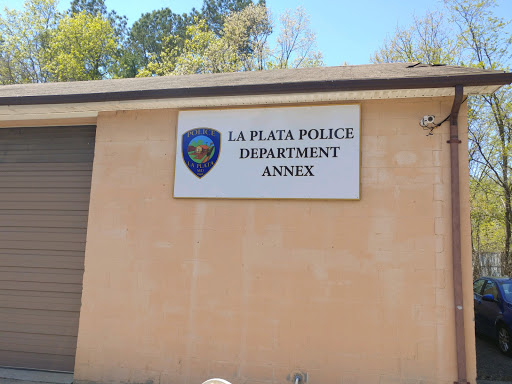 POLICE
LA PLATA
LA PLATA POLICE
DEPARTMENT
ANNEX